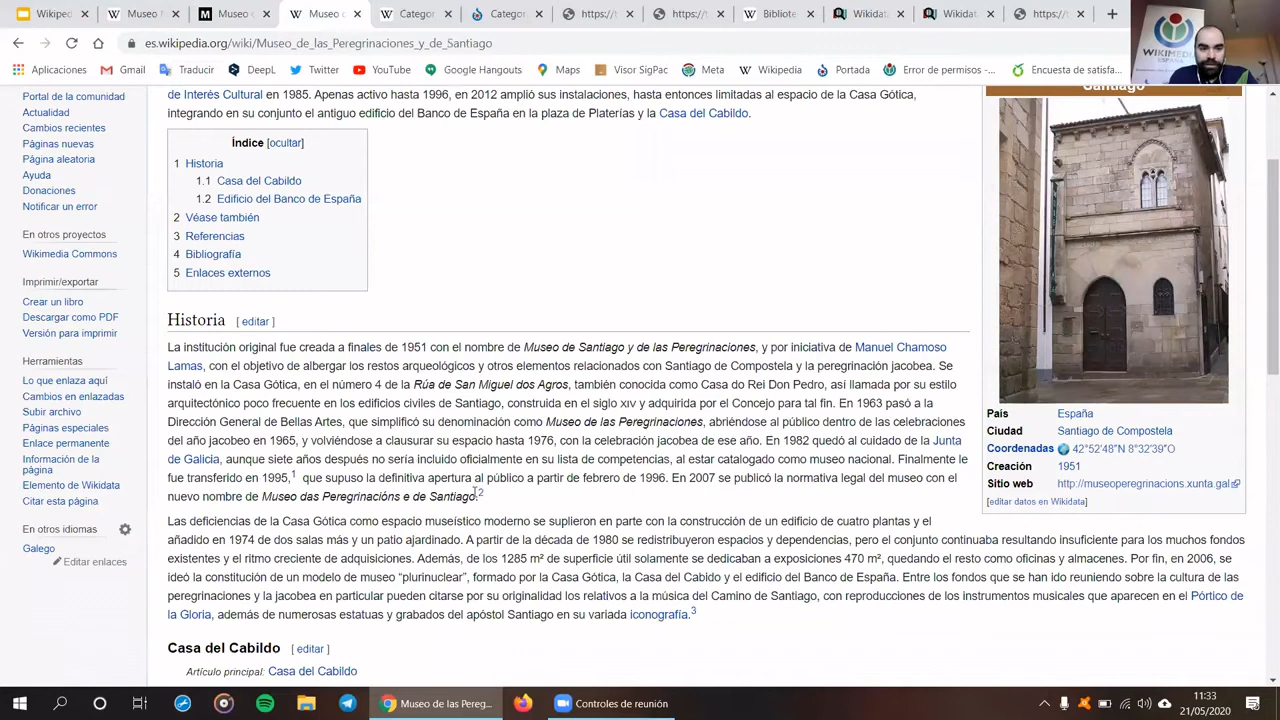 Wikiped
Museo
Museo
Museo
Categor
Categor
https://t
https://t
Bibliote
Wikidat
Wikidat
https://t
es.wikipedia.org/wiki/Museo_de_las_Peregrinaciones_y_de_Santiago
Aplicaciones
Gmail
Traducir
DeepL
Twitter
YouTube
Google Hangouts
Maps
Visor SigPac
Meta
Wikipedia
Portada
Error de permisos -...
Encuesta de satisfa...
WIKIMEDIA
ESPAÑA
Portal de la comunidad
Actualidad
Cambios recientes
Páginas nuevas
Página aleatoria
Ayuda
Donaciones
Notificar un error
En otros proyectos
Wikimedia Commons
Imprimir/exportar
Crear un libro
Descargar como PDF
Versión para imprimir
Herramientas
Lo que enlaza aquí
Cambios en enlazadas
Subir archivo
Páginas especiales
Enlace permanente
Información de la
página
Elemento de Wikidata
Citar esta página
En otros idiomas
Galego
Editar enlaces
de Interés Cultural en 1985. Apenas activo hasta 1996, en 2012 amplió sus instalaciones, hasta entonces limitadas al espacio de la Casa Gótica,
integrando en su conjunto el antiguo edificio del Banco de España en la plaza de Platerías y la Casa del Cabildo.
Índice [ocultar]
1 Historia
1.1 Casa del Cabildo
1.2 Edificio del Banco de España
2 Véase también
3 Referencias
4 Bibliografía
5 Enlaces externos
Historia [ editar ]
La institución original fue creada a finales de 1951 con el nombre de Museo de Santiago y de las Peregrinaciones, y por iniciativa de Manuel Chamoso
Lamas, con el objetivo de albergar los restos arqueológicos y otros elementos relacionados con Santiago de Compostela y la peregrinación jacobea. Se
instaló en la Casa Gótica, en el número 4 de la Rúa de San Miguel dos Agros, también conocida como Casa do Rei Don Pedro, así llamada por su estilo
arquitectónico poco frecuente en los edificios civiles de Santiago, construida en el siglo XIV y adquirida por el Concejo para tal fin. En 1963 pasó a la
Dirección General de Bellas Artes, que simplificó su denominación como Museo de las Peregrinaciones, abriéndose al público dentro de las celebraciones
del año jacobeo en 1965, y volviéndose a clausurar su espacio hasta 1976, con la celebración jacobea de ese año. En 1982 quedó al cuidado de la Junta
de Galicia, aunque siete años después no sería incluido oficialmente en su lista de competencias, al estar catalogado como museo nacional. Finalmente le
fue transferido en 1995,1 que supuso la definitiva apertura al público a partir de febrero de 1996. En 2007 se publicó la normativa legal del museo con el
nuevo nombre de Museo das Peregrinacións e de Santiago.2
Las deficiencias de la Casa Gótica como espacio museístico moderno se suplieron en parte con la construcción de un edificio de cuatro plantas y el
añadido en 1974 de dos salas más y un patio ajardinado. A partir de la década de 1980 se redistribuyeron espacios y dependencias, pero el conjunto continuaba resultando insuficiente para los muchos fondos
existentes y el ritmo creciente de adquisiciones. Además, de los 1285 m² de superficie útil solamente se dedicaban a exposiciones 470 m², quedando el resto como oficinas y almacenes. Por fin, en 2006, se
ideó la constitución de un modelo de museo “plurinuclear”, formado por la Casa Gótica, la Casa del Cabido y el edificio del Banco de España. Entre los fondos que se han ido reuniendo sobre la cultura de las
peregrinaciones y la jacobea en particular pueden citarse por su originalidad los relativos a la música del Camino de Santiago, con reproducciones de los instrumentos musicales que aparecen en el Pórtico de
la Gloria, además de numerosas estatuas y grabados del apóstol Santiago en su variada iconografía.3
Casa del Cabildo [ editar ]
Artículo principal: Casa del Cabildo
Santiago
País España
Ciudad Santiago de Compostela
Coordenadas 42°52′48″N 8°32′39″O
Creación 1951
Sitio web http://museoperegrinacions.xunta.gal
[editar datos en Wikidata]
Museo de las Pereg...
Controles de reunión
11:33
21/05/2020